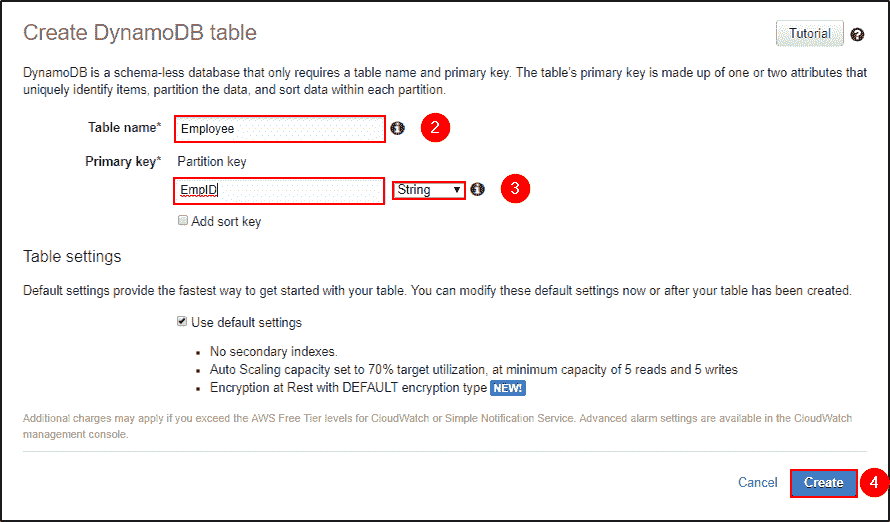 Create DynamoDB table
Tutorial
?
DynamoDB is a schema-less database that only requires a table name and primary key. The table's primary key is made up of one or two attributes that
uniquely identify items, partition the data, and sort data within each partition.
Table name* Employee 2
Primary key* Partition key
EmpID String 3
Add sort key
Table settings
Default settings provide the fastest way to get started with your table. You can modify these default settings now or after your table has been created.
Use default settings
No secondary indexes.
Auto Scaling capacity set to 70% target utilization, at minimum capacity of 5 reads and 5 writes
Encryption at Rest with DEFAULT encryption type NEW!
Additional charges may apply if you exceed the AWS Free Tier levels for CloudWatch or Simple Notification Service. Advanced alarm settings are available in the CloudWatch
management console.
Cancel Create 4